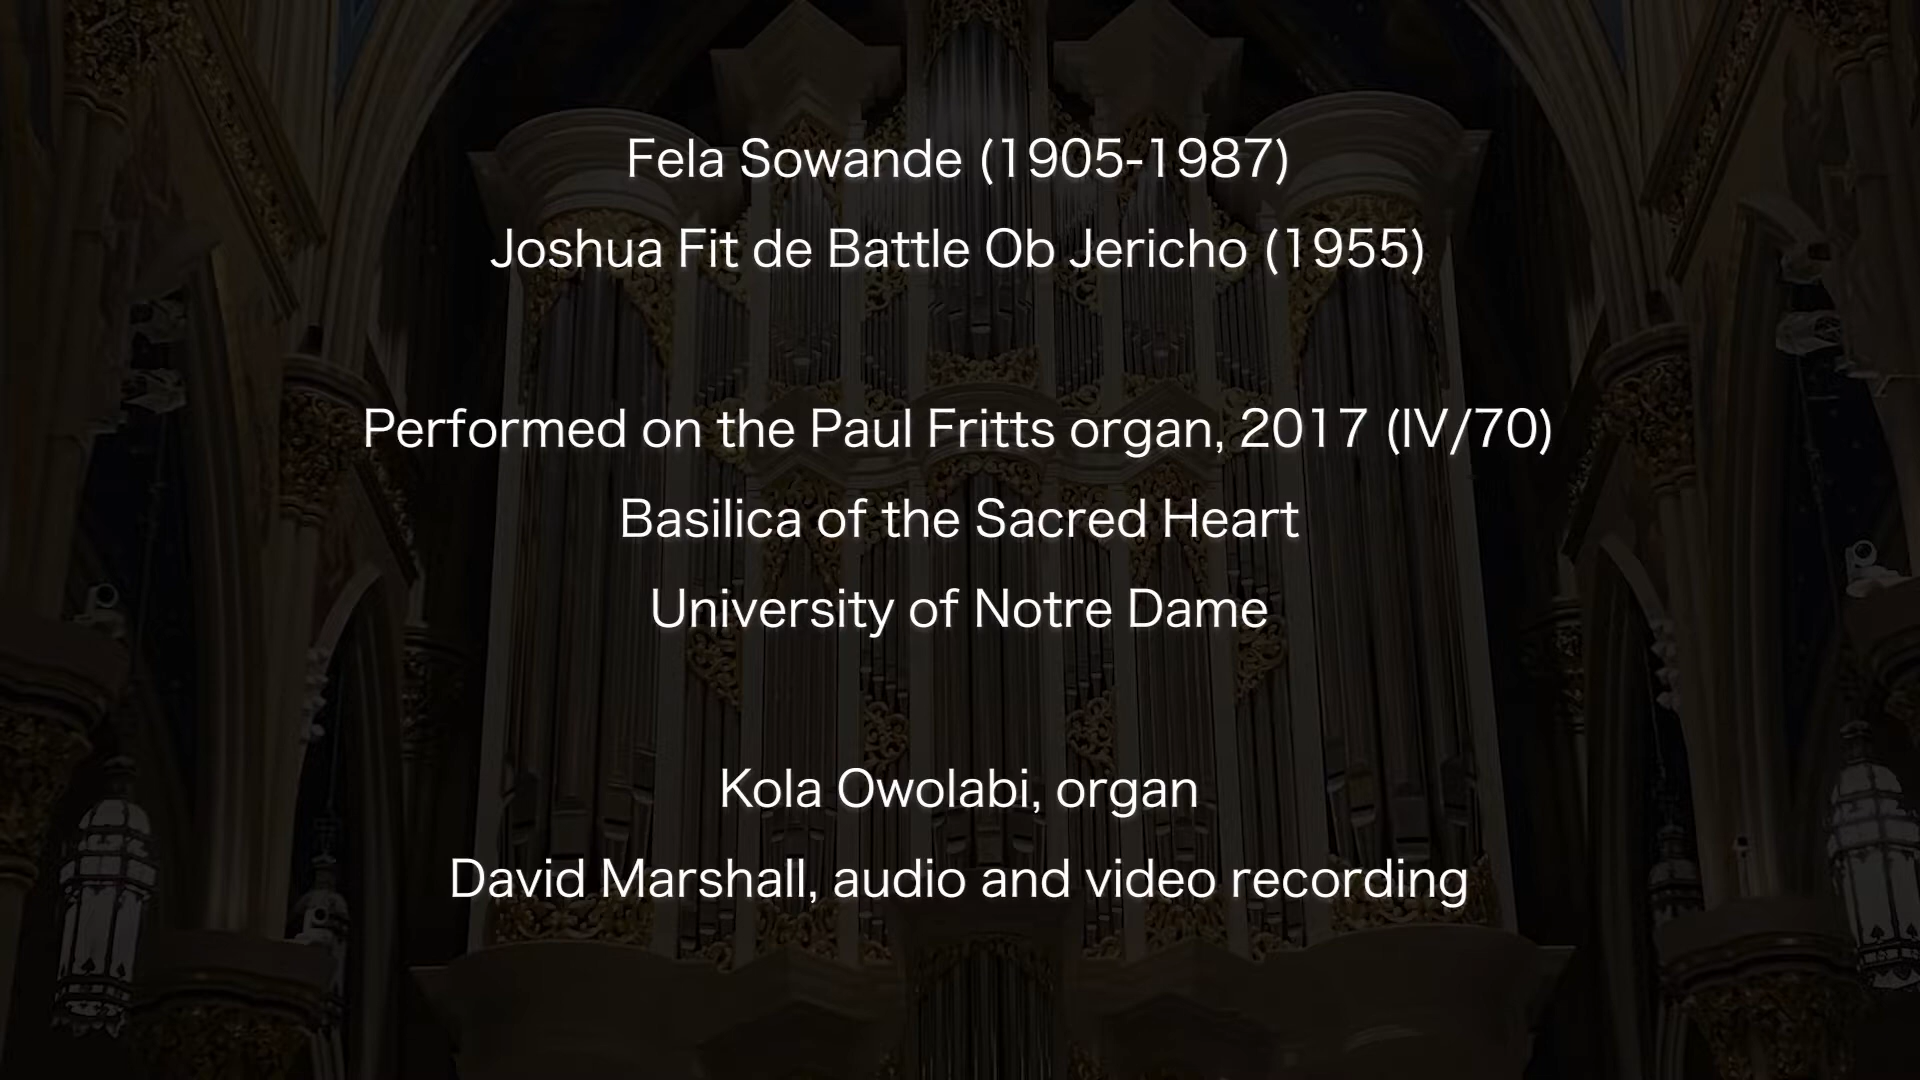 Fela Sowande (1905-1987)
Joshua Fit de Battle Ob Jericho (1955)
Performed on the Paul Fritts organ, 2017 (IV/70)
Basilica of the Sacred Heart
University of Notre Dame
Kola Owolabi, organ
David Marshall, audio and video recording